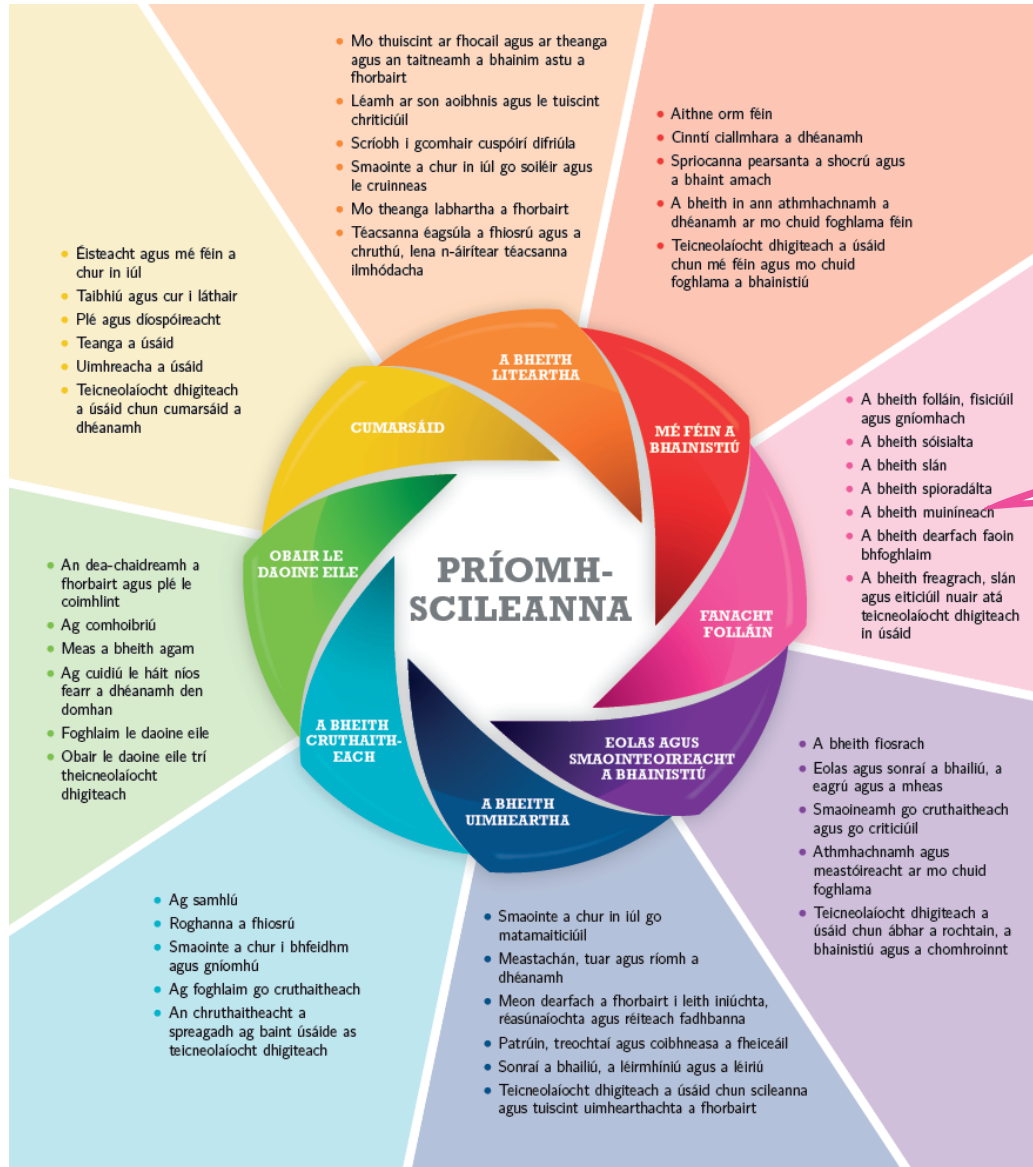 PRÍOMH-
SCILEANNA
A BHEITH
LITEARTHA
• Mo thuiscint ar fhocail agus ar theanga
agus an taitneamh a bhainim astu a
fhorbairt
• Léamh ar son aoibhnis agus le tuiscint
chriticiúil
• Scríobh i gcomhair cuspóirí difriúla
• Smaointe a chur in iúl go soiléir agus
le cruinneas
• Mo theanga labhartha a fhorbairt
• Téacsanna éagsúla a fhiosrú agus a
chruthú, lena n-áirítear téacsanna
ilmhódacha
MÉ FÉIN A
BHAINISTIÚ
• Aithne orm féin
• Cinntí ciallmhara a dhéanamh
• Spriocanna pearsanta a shocrú agus
a bhaint amach
• A bheith in ann athmhachnamh a
dhéanamh ar mo chuid foghlama féin
• Teicneolaíocht dhigiteach a úsáid
chun mé féin agus mo chuid
foghlama a bhainistiú
FANACHT
FOLLÁIN
• A bheith folláin, fisiciúil
agus gníomhach
• A bheith sóisialta
• A bheith slán
• A bheith spioradálta
• A bheith muiníneach
• A bheith dearfach faoin
bhfoghlaim
• A bheith freagrach, slán
agus eiticiúil nuair atá
teicneolaíocht dhigiteach
in úsáid
EOLAS AGUS
SMAOINTEOIREACHT
A BHAINISTIÚ
• A bheith fiosrach
• Eolas agus sonraí a bhailiú, a
eagrú agus a mheas
• Smaoineamh go cruthaitheach
agus go criticiúil
• Athmhachnamh agus
meastóireacht ar mo chuid
foghlama
• Teicneolaíocht dhigiteach a
úsáid chun ábhar a rochtain, a
bhainistiú agus a chomhroinnt
A BHEITH
UIMHEARTHA
• Smaointe a chur in iúl go
matamaiticiúil
• Meastachán, tuar agus ríomh a
dhéanamh
• Meon dearfach a fhorbairt i leith iniúchta,
réasúnaíochta agus réiteach fadhbanna
• Patrúin, treochtaí agus coibhneasa a fheiceáil
• Sonraí a bhailiú, a léirmhíniú agus a léiriú
• Teicneolaíocht dhigiteach a úsáid chun scileanna
agus tuiscint uimhearthachta a fhorbairt
A BHEITH
CRUTHAITH-
EACH
• Ag samhlú
• Roghanna a fhiosrú
• Smaointe a chur i bhfeidhm
agus gníomhú
• Ag foghlaim go cruthaitheach
• An chruthaitheacht a
spreagadh ag baint úsáide as
teicneolaíocht dhigiteach
OBAIR LE
DAOINE EILE
• An dea-chaidreamh a
fhorbairt agus plé le
coimhlint
• Ag comhoibriú
• Meas a bheith agam
• Ag cuidiú le háit níos
fearr a dhéanamh den
domhan
• Foghlaim le daoine eile
• Obair le daoine eile trí
theicneolaíocht
dhigiteach
CUMARSÁID
• Éisteacht agus mé féin a
chur in iúl
• Taibhiú agus cur i láthair
• Plé agus díospóireacht
• Teanga a úsáid
• Uimhreacha a úsáid
• Teicneolaíocht dhigiteach
a úsáid chun cumarsáid a
dhéanamh